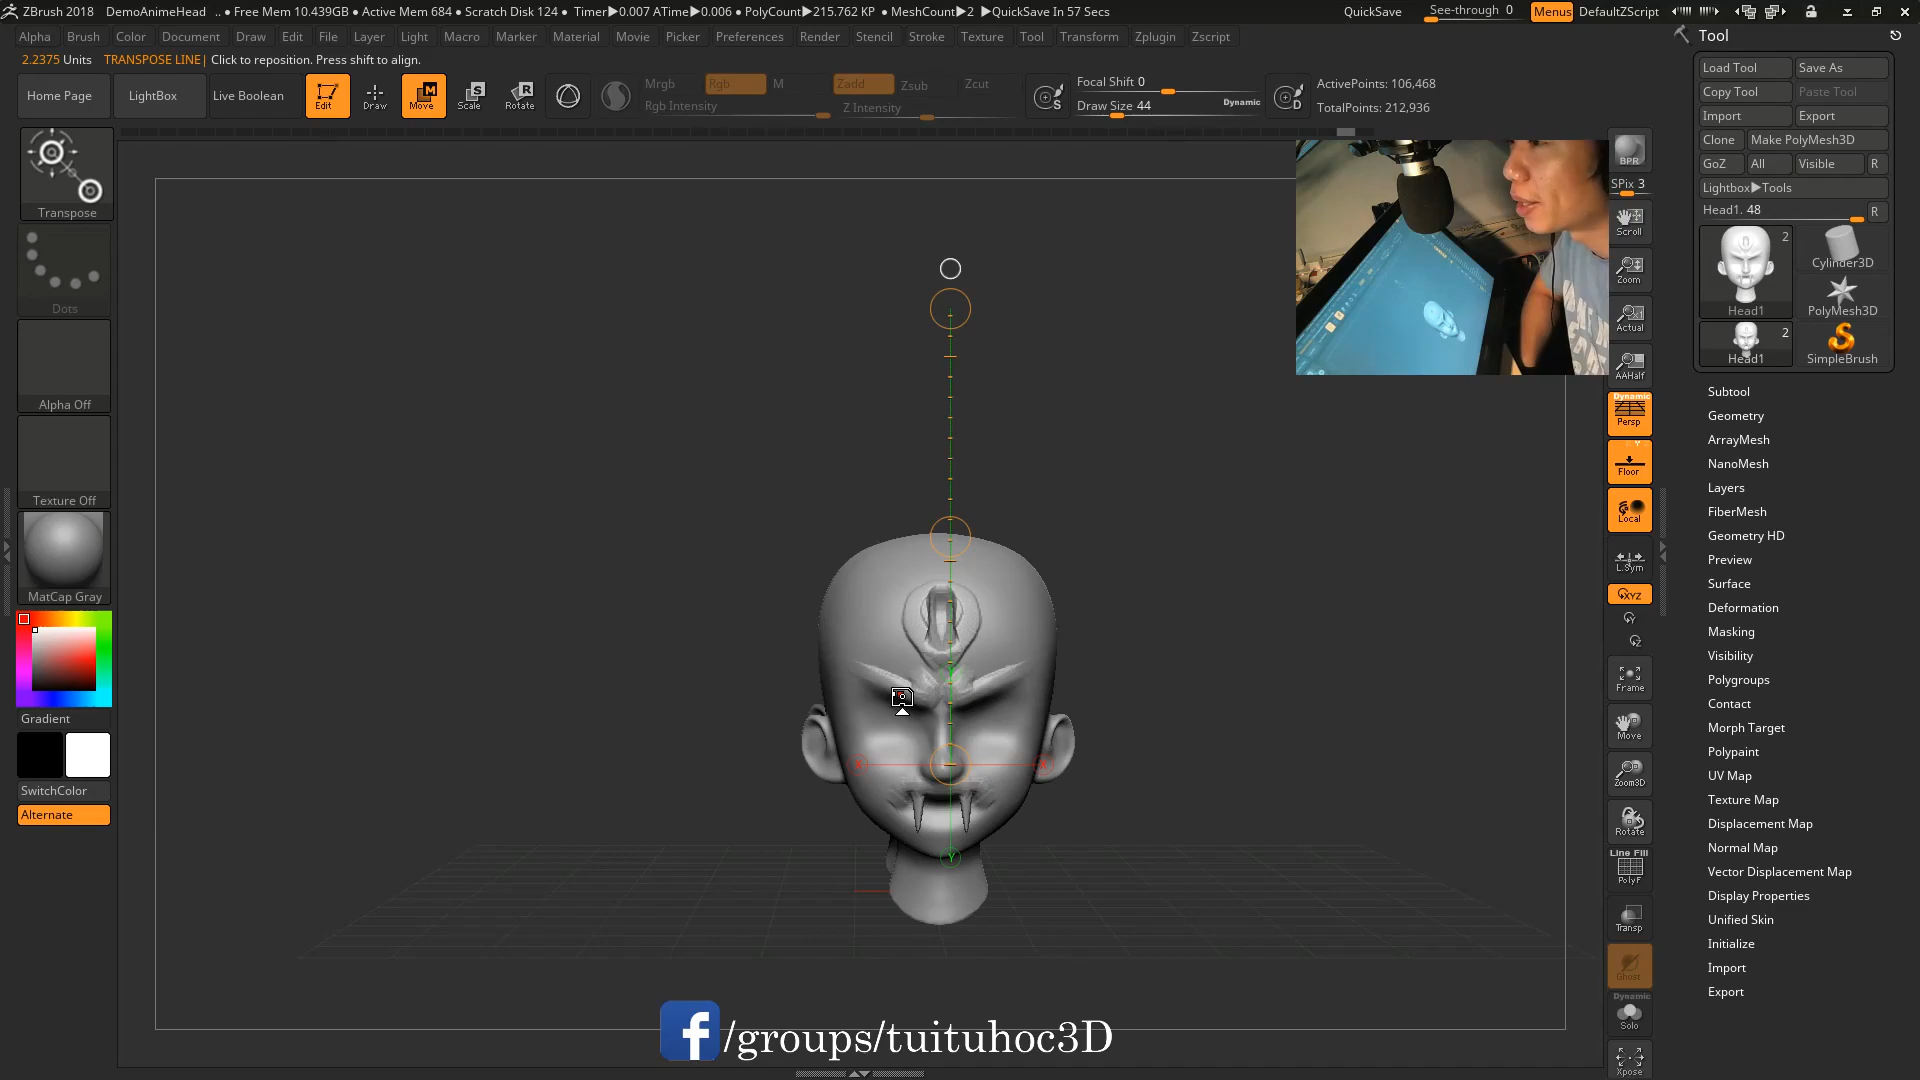 ZBrush 2018 DemoAnimeHead .. ● Free Mem 10.439GB ● Active Mem 684 ● Scratch Disk 124 ● Timer▶0.007 ATime▶0.006 ● PolyCount▶215.762 KP ● MeshCount▶2 ▶QuickSave In 57 Secs QuickSave See-through 0 Menus DefaultZScript
Alpha Brush Color Document Draw Edit File Layer Light Macro Marker Material Movie Picker Preferences Render Stencil Stroke Texture Tool Transform Zplugin Zscript
2.2375 Units TRANSPOSE LINE| Click to reposition. Press shift to align.
Home Page LightBox Live Boolean Edit Draw Move Scale Rotate
Mrgb Rgb M Zadd Zsub Zcut
Rgb Intensity Z Intensity
Focal Shift 0
Draw Size 44 Dynamic
ActivePoints: 106,468
TotalPoints: 212,936
Transpose
Dots
Alpha Off
Texture Off
MatCap Gray
Gradient
SwitchColor
Alternate
BPR
SPix 3
Scroll
Zoom
Actual
AAHalf
Dynamic
Persp
Floor
Local
L.Sym
XYZ
Y
Z
Frame
Move
Zoom3D
Rotate
Line Fill
PolyF
Transp
Ghost
Dynamic
Solo
Xpose
Tool
Load Tool Save As
Copy Tool Paste Tool
Import Export
Clone Make PolyMesh3D
GoZ All Visible R
Lightbox▶Tools
Head1. 48 R
2
Head1 Cylinder3D
PolyMesh3D
2
Head1 SimpleBrush
Subtool
Geometry
ArrayMesh
NanoMesh
Layers
FiberMesh
Geometry HD
Preview
Surface
Deformation
Masking
Visibility
Polygroups
Contact
Morph Target
Polypaint
UV Map
Texture Map
Displacement Map
Normal Map
Vector Displacement Map
Display Properties
Unified Skin
Initialize
Import
Export
X X
Y
f/groups/tuituhoc3D